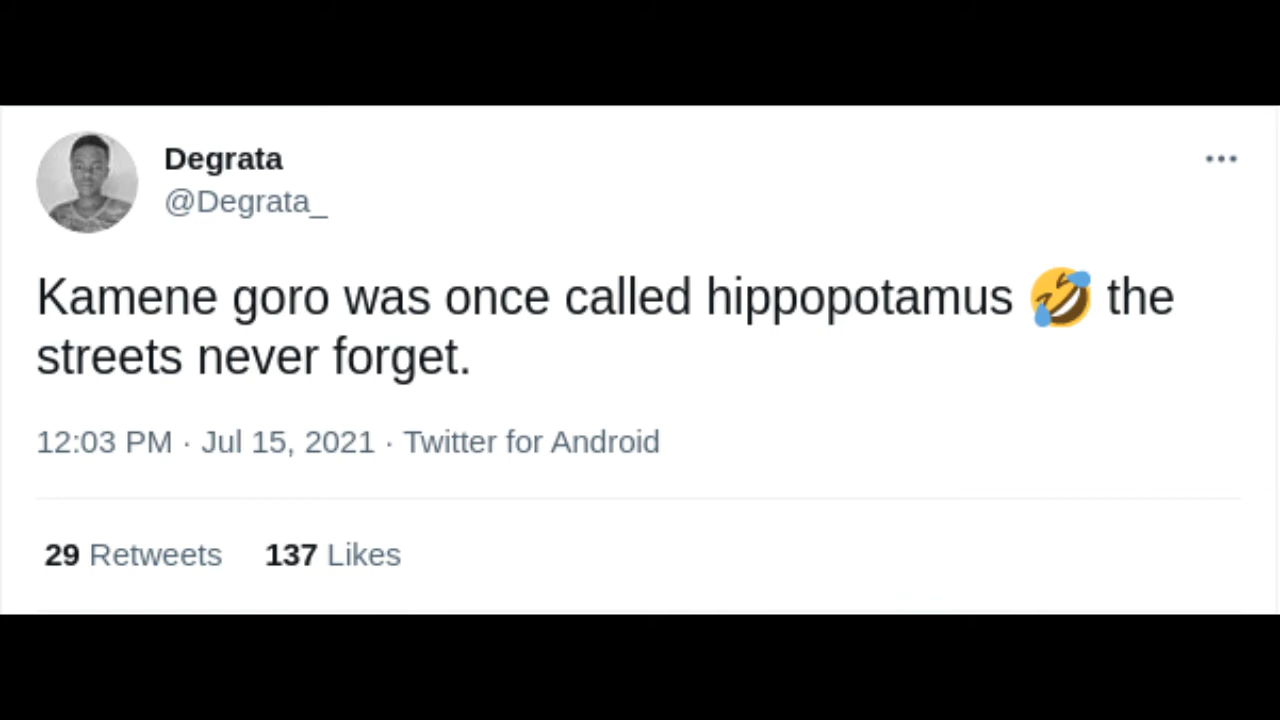 Degrata
@Degrata_
Kamene goro was once called hippopotamus 🤣 the
streets never forget.
12:03 PM · Jul 15, 2021 · Twitter for Android
29 Retweets 137 Likes